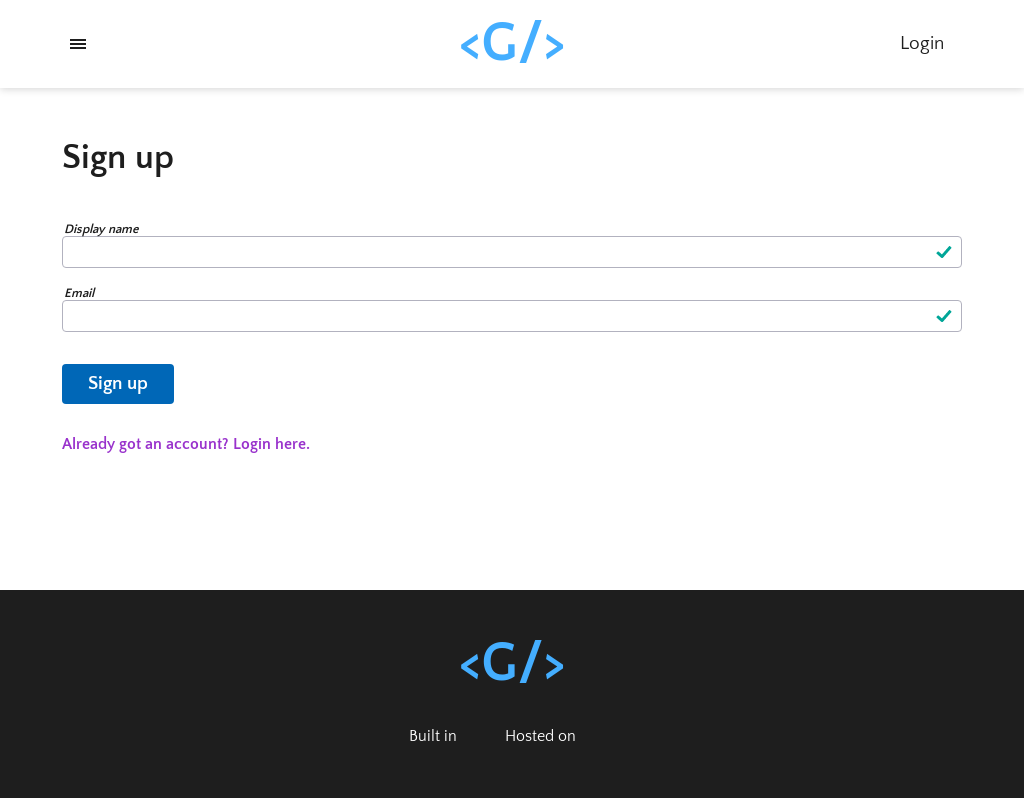 <G/>
Login
Sign up
Display name
Email
Sign up
Already got an account? Login here.
<G/>
Built in
Hosted on